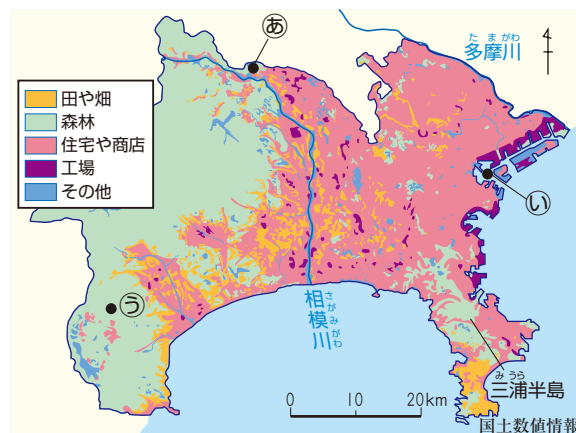 あ
たまがわ
多摩川
田や畑
森林
住宅や商店
工場
その他
い
さがみがわ
相模川
う
みうら
三浦半島
0 10 20km
国土数値情報